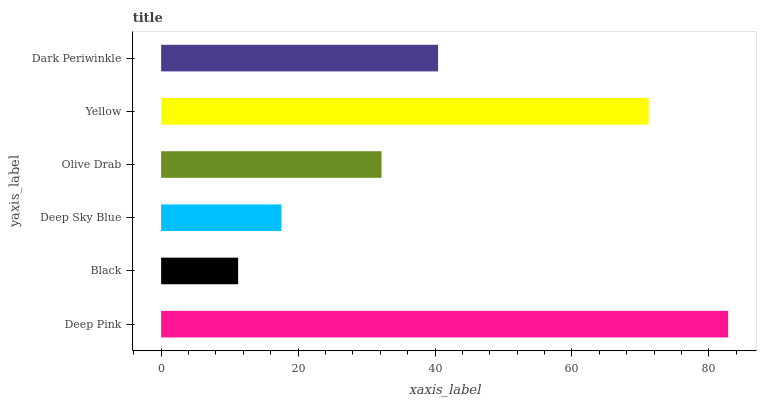 title
Dark Periwinkle
Yellow
Olive Drab
Deep Sky Blue
Black
Deep Pink
yaxis_label
0 20 40 60 80
xaxis_label